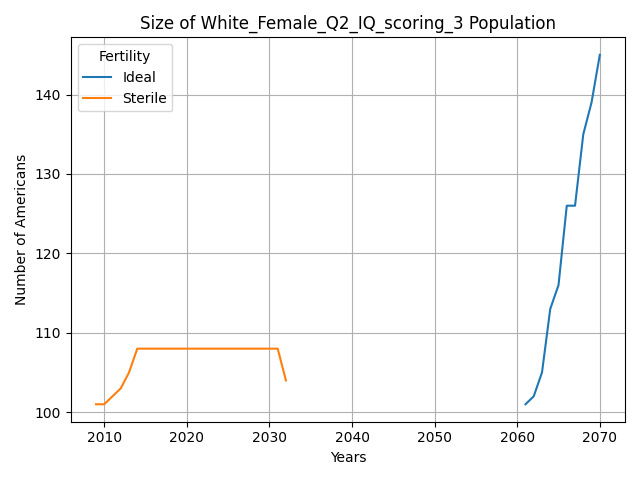 Size of White_Female_Q2_IQ_scoring_3 Population
Fertility
Ideal
Sterile
Number of Americans
140
130
120
110
100
2010 2020 2030 2040 2050 2060 2070
Years